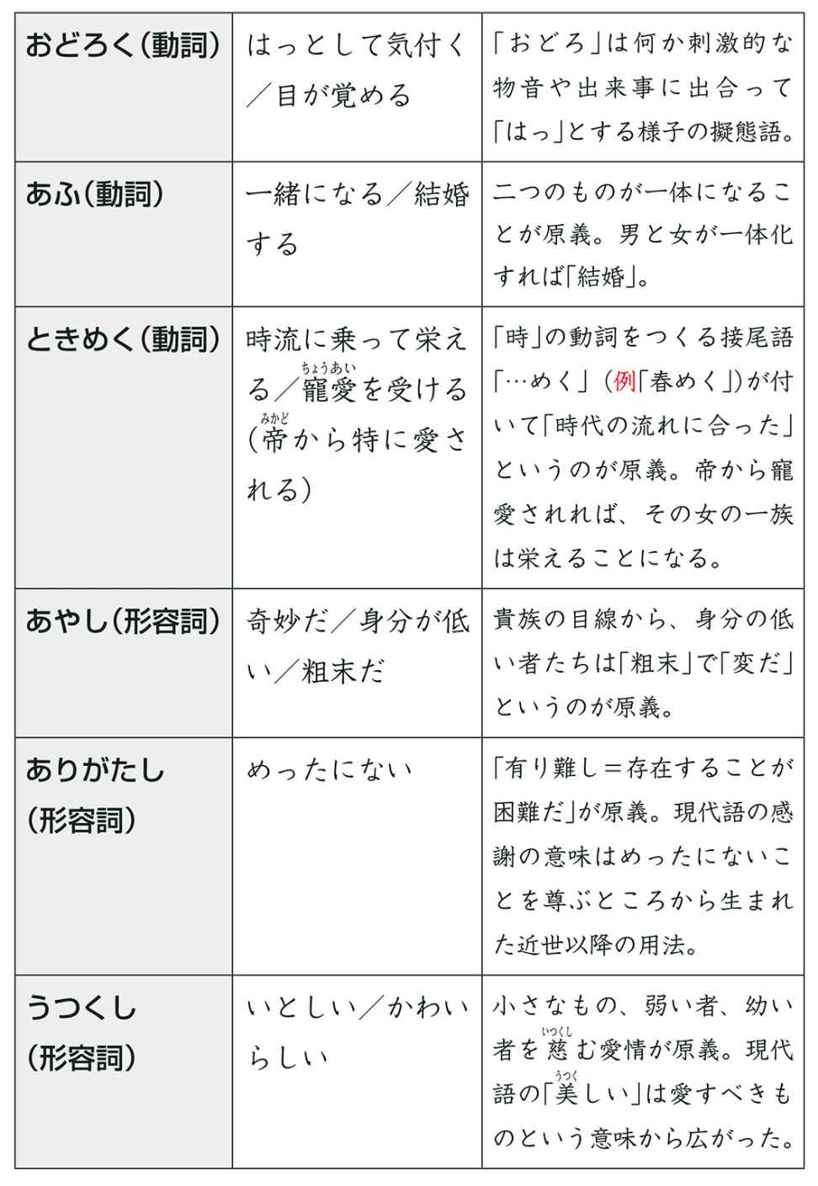 おどろく（動詞）
はっとして気付く
／目が覚める
「おどろ」は何か刺激的な
物音や出来事に出合って
「はっ」とする様子の擬態語。
あふ（動詞）
一緒になる／結婚
する
二つのものが一体になるこ
とが原義。男と女が一体化
すれば「結婚」。
ときめく（動詞）
時流に乗って栄え
ちょうあい
る／寵愛を受ける
みかど
（帝から特に愛さ
れる）
「時」の動詞をつくる接尾語
「…めく」（例「春めく」）が付
いて「時代の流れに合った」
というのが原義。帝から寵
愛されれば、その女の一族
は栄えることになる。
あやし（形容詞）
奇妙だ／身分が低
い／粗末だ
貴族の目線から、身分の低
い者たちは「粗末」で「変だ」
というのが原義。
ありがたし
（形容詞）
めったにない
「有り難し＝存在することが
困難だ」が原義。現代語の感
謝の意味はめったにないこ
とを尊ぶところから生まれ
た近世以降の用法。
うつくし
（形容詞）
いとしい／かわい
らしい
小さなもの、弱い者、幼い
いつくし
者を慈む愛情が原義。現代
うつく
語の「美しい」は愛すべきも
のという意味から広がった。